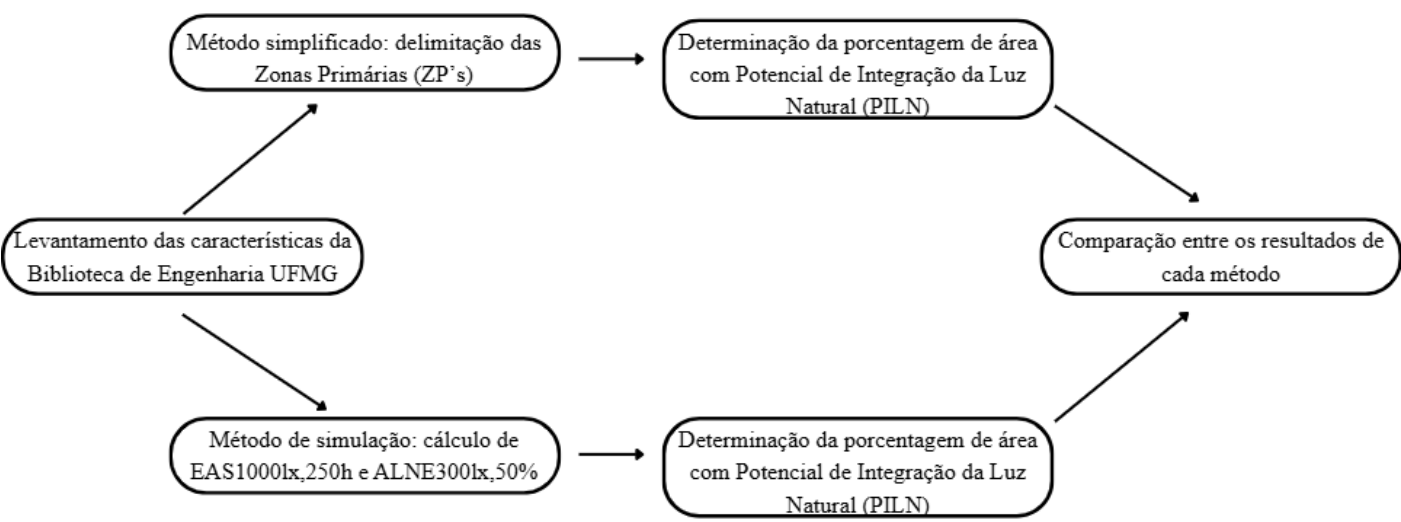 Método simplificado: delimitação das
Zonas Primárias (ZP's)
Determinação da porcentagem de área
com Potencial de Integração da Luz
Natural (PILN)
Levantamento das características da
Biblioteca de Engenharia UFMG
Comparação entre os resultados de
cada método
Método de simulação: cálculo de
EAS1000lx,250h e ALNE300lx,50%
Determinação da porcentagem de área
com Potencial de Integração da Luz
Natural (PILN)